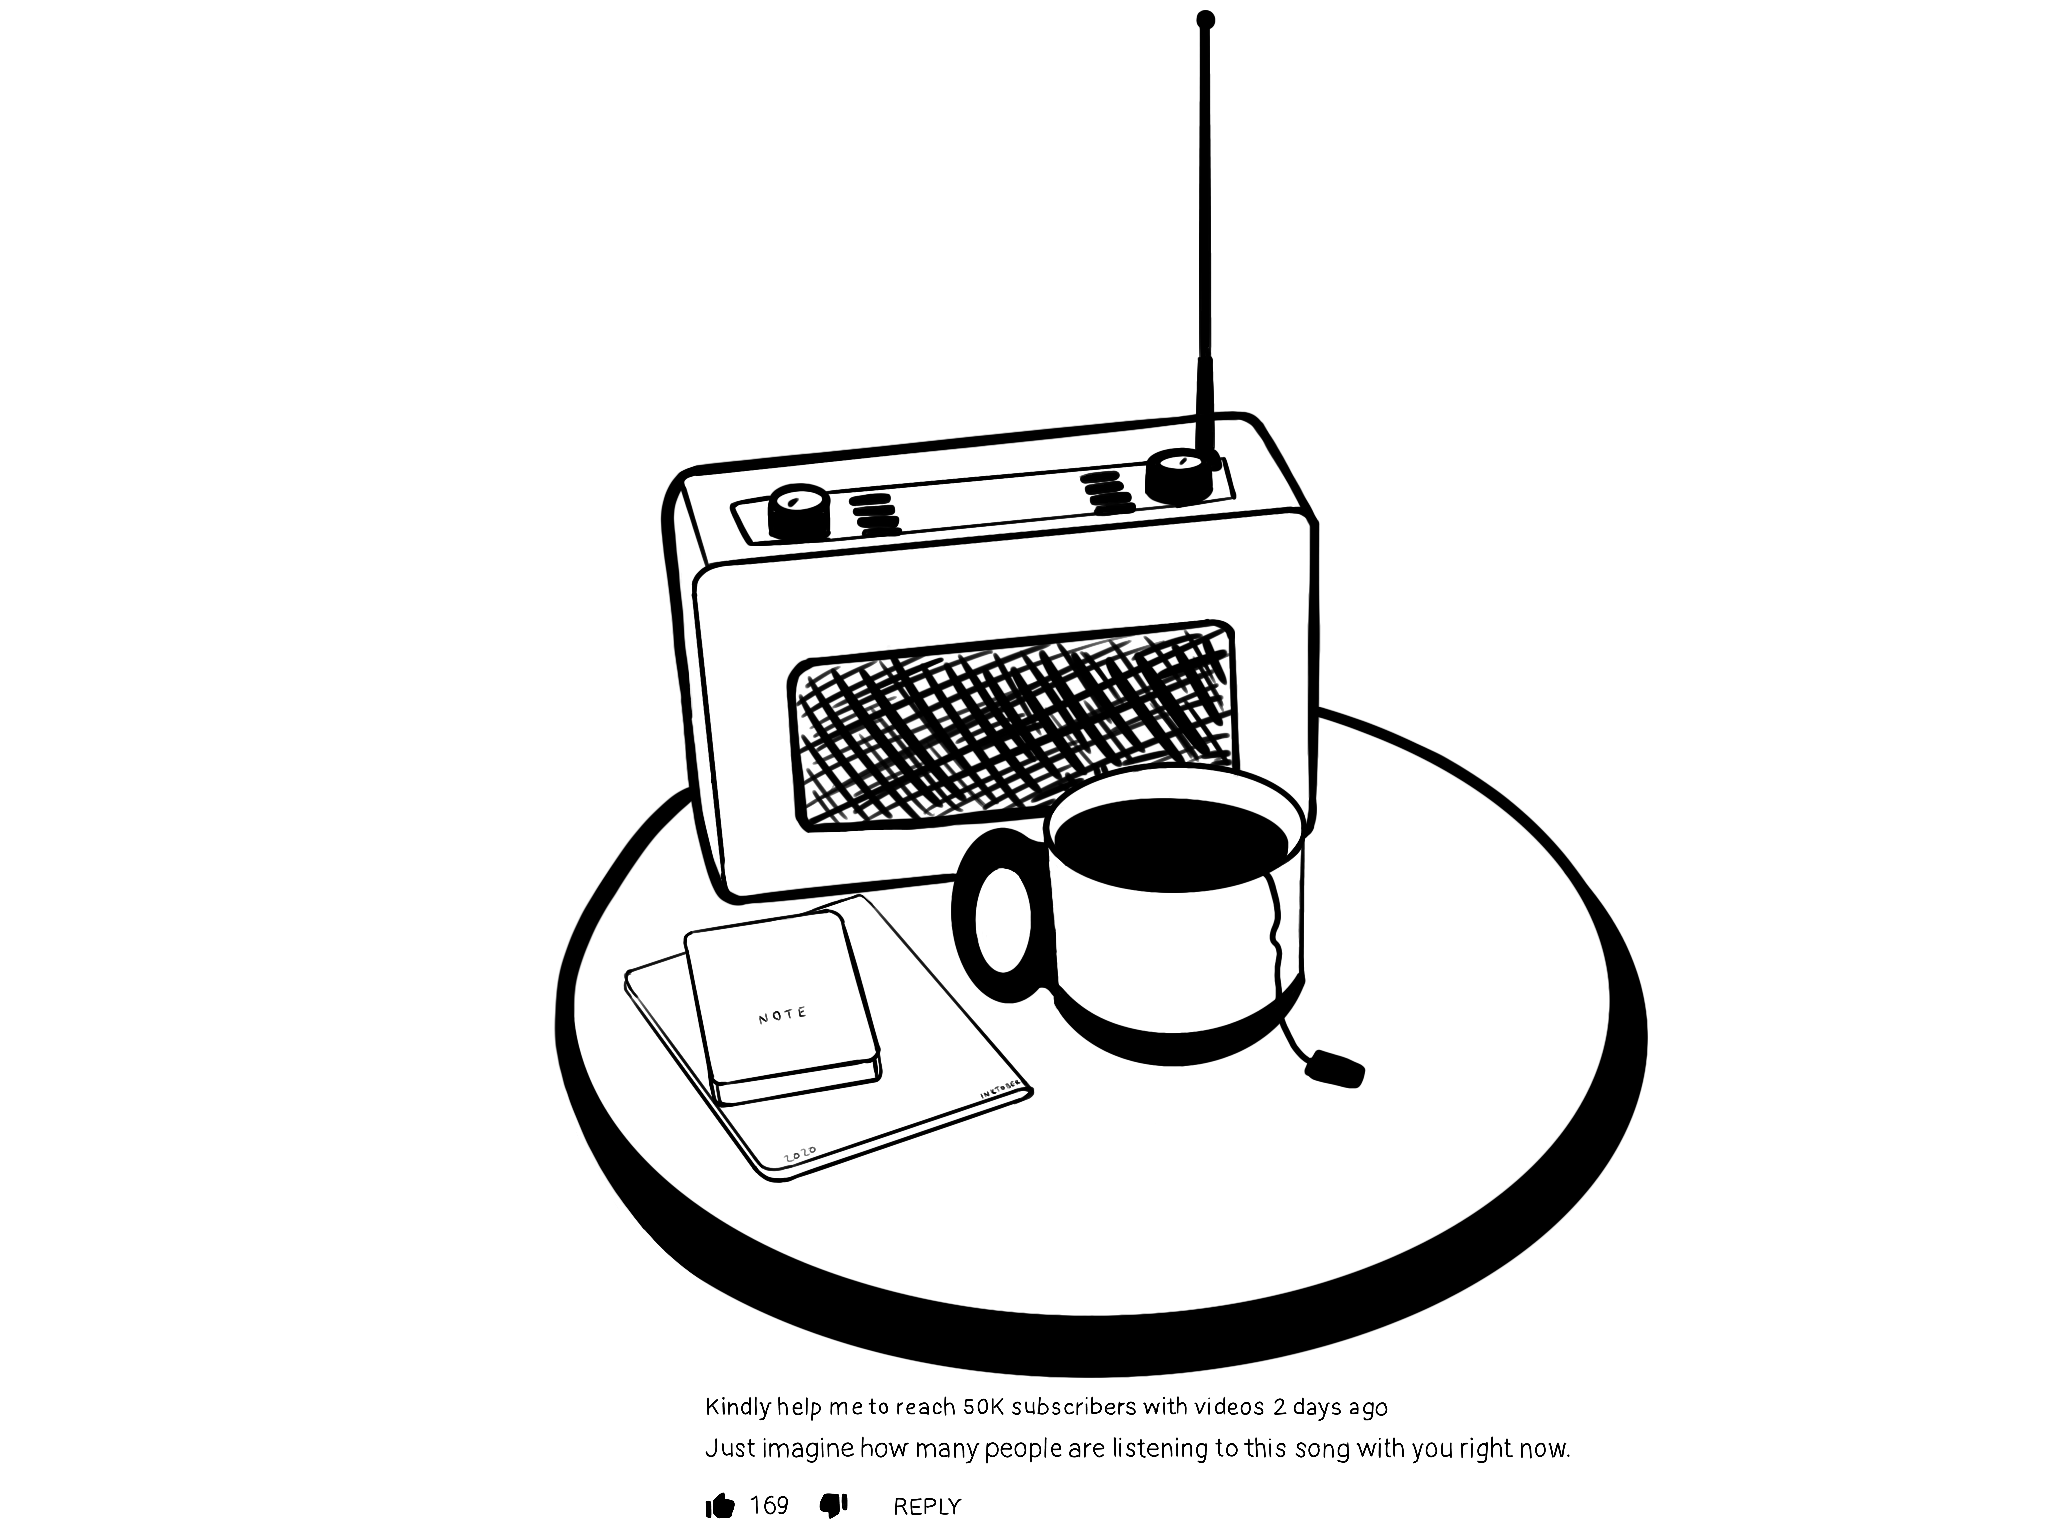 NOTE
INKTOBER
2020
Kindly help me to reach 50K subscribers with videos 2 days ago
Just imagine how many people are listening to this song with you right now.
169 REPLY